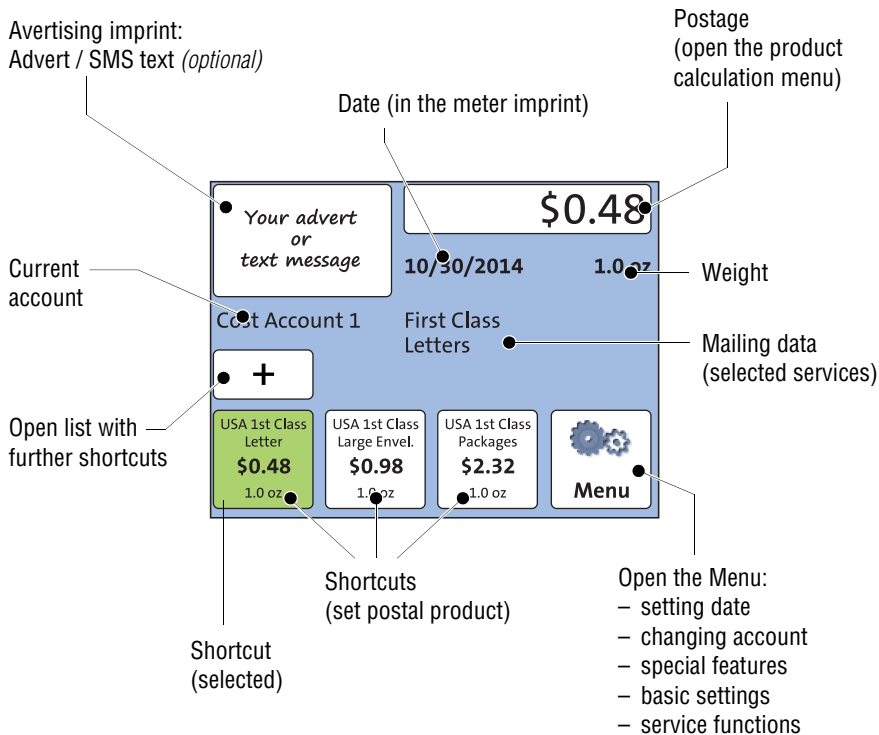 Avertising imprint:
Advert / SMS text (optional)
Postage
(open the product
calculation menu)
Date (in the meter imprint)
Your advert
or
text message
$0.48
10/30/2014
1.0 oz
Weight
Current
account
Cost Account 1
First Class
Letters
Mailing data
(selected services)
+
Open list with
further shortcuts
USA 1st Class
Letter
$0.48
1.0 oz
USA 1st Class
Large Envel.
$0.98
1.0 oz
USA 1st Class
Packages
$2.32
1.0 oz
Menu
Shortcuts
(set postal product)
Shortcut
(selected)
Open the Menu:
– setting date
– changing account
– special features
– basic settings
– service functions